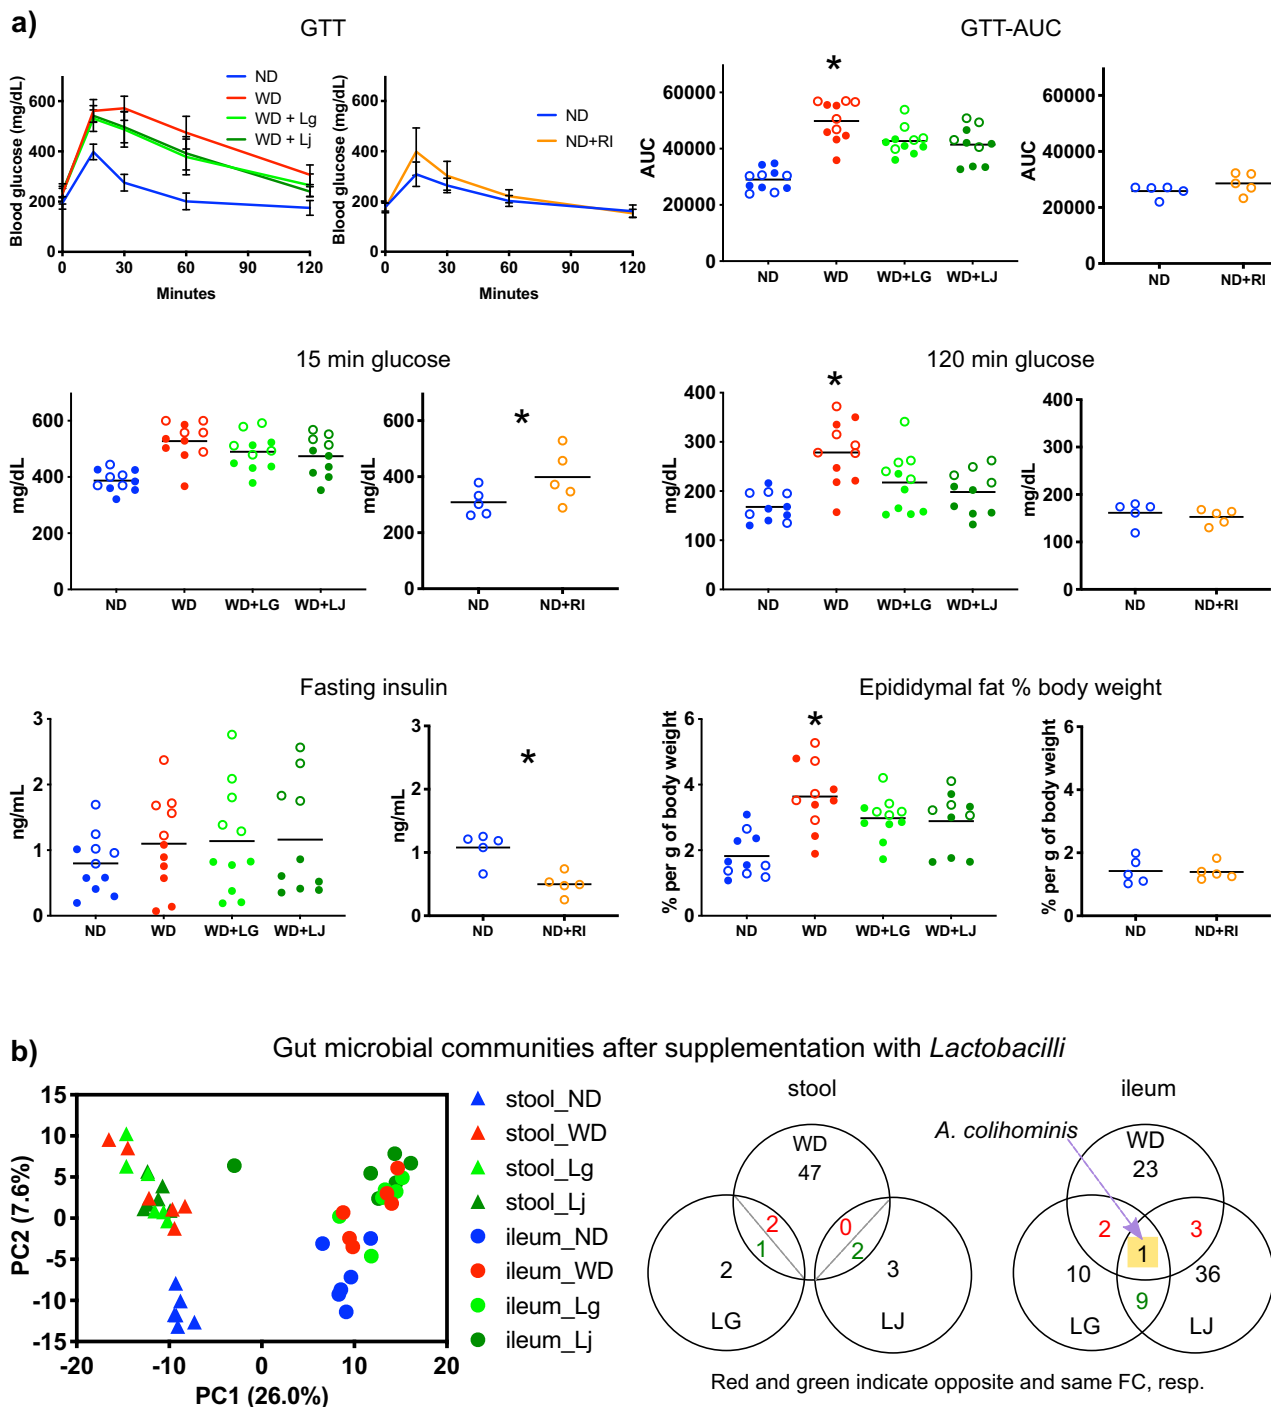 a)
GTT
GTT-AUC
Blood glucose (mg/dL)
600
400
200
0
0
30
60
90
120
Minutes
ND
WD
WD + Lg
WD + Lj
Blood glucose (mg/dL)
600
400
200
0
0
30
60
90
120
Minutes
ND
ND+RI
AUC
60000
40000
20000
0
*
ND
WD
WD+LG
WD+LJ
AUC
60000
40000
20000
0
ND
ND+RI
15 min glucose
120 min glucose
mg/dL
600
400
200
0
ND
WD
WD+LG
WD+LJ
mg/dL
600
400
200
0
*
ND
ND+RI
mg/dL
400
300
200
100
0
*
ND
WD
WD+LG
WD+LJ
mg/dL
400
300
200
100
0
ND
ND+RI
Fasting insulin
Epididymal fat % body weight
ng/mL
3
2
1
0
ND
WD
WD+LG
WD+LJ
ng/mL
3
2
1
0
*
ND
ND+RI
% per g of body weight
6
4
2
0
*
ND
WD
WD+LG
WD+LJ
% per g of body weight
6
4
2
0
ND
ND+RI
b)
Gut microbial communities after supplementation with Lactobacilli
PC2 (7.6%)
15
10
5
0
-5
-10
-15
-20
-10
0
10
20
PC1 (26.0%)
stool_ND
stool_WD
stool_Lg
stool_Lj
ileum_ND
ileum_WD
ileum_Lg
ileum_Lj
stool
WD
47
2
0
1
2
2
3
LG
LJ
ileum
A. colihominis
WD
23
2
3
1
10
36
9
LG
LJ
Red and green indicate opposite and same FC, resp.